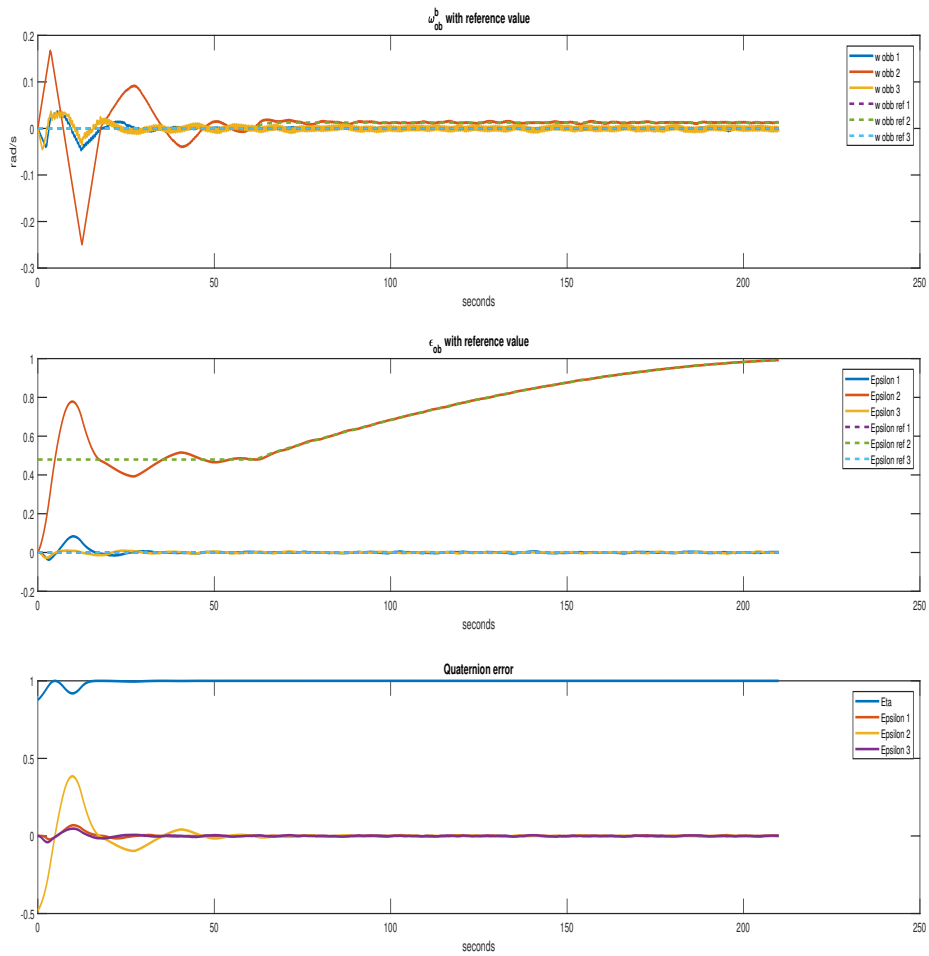 ω_ob^b with reference value
0.2
0.1
0
-0.1
-0.2
-0.3
rad/s
0 50 100 150 200 250
seconds
w obb 1
w obb 2
w obb 3
w obb ref 1
w obb ref 2
w obb ref 3
ϵ_ob with reference value
1
0.8
0.6
0.4
0.2
0
-0.2
0 50 100 150 200 250
seconds
Epsilon 1
Epsilon 2
Epsilon 3
Epsilon ref 1
Epsilon ref 2
Epsilon ref 3
Quaternion error
1
0.5
0
-0.5
0 50 100 150 200 250
seconds
Eta
Epsilon 1
Epsilon 2
Epsilon 3